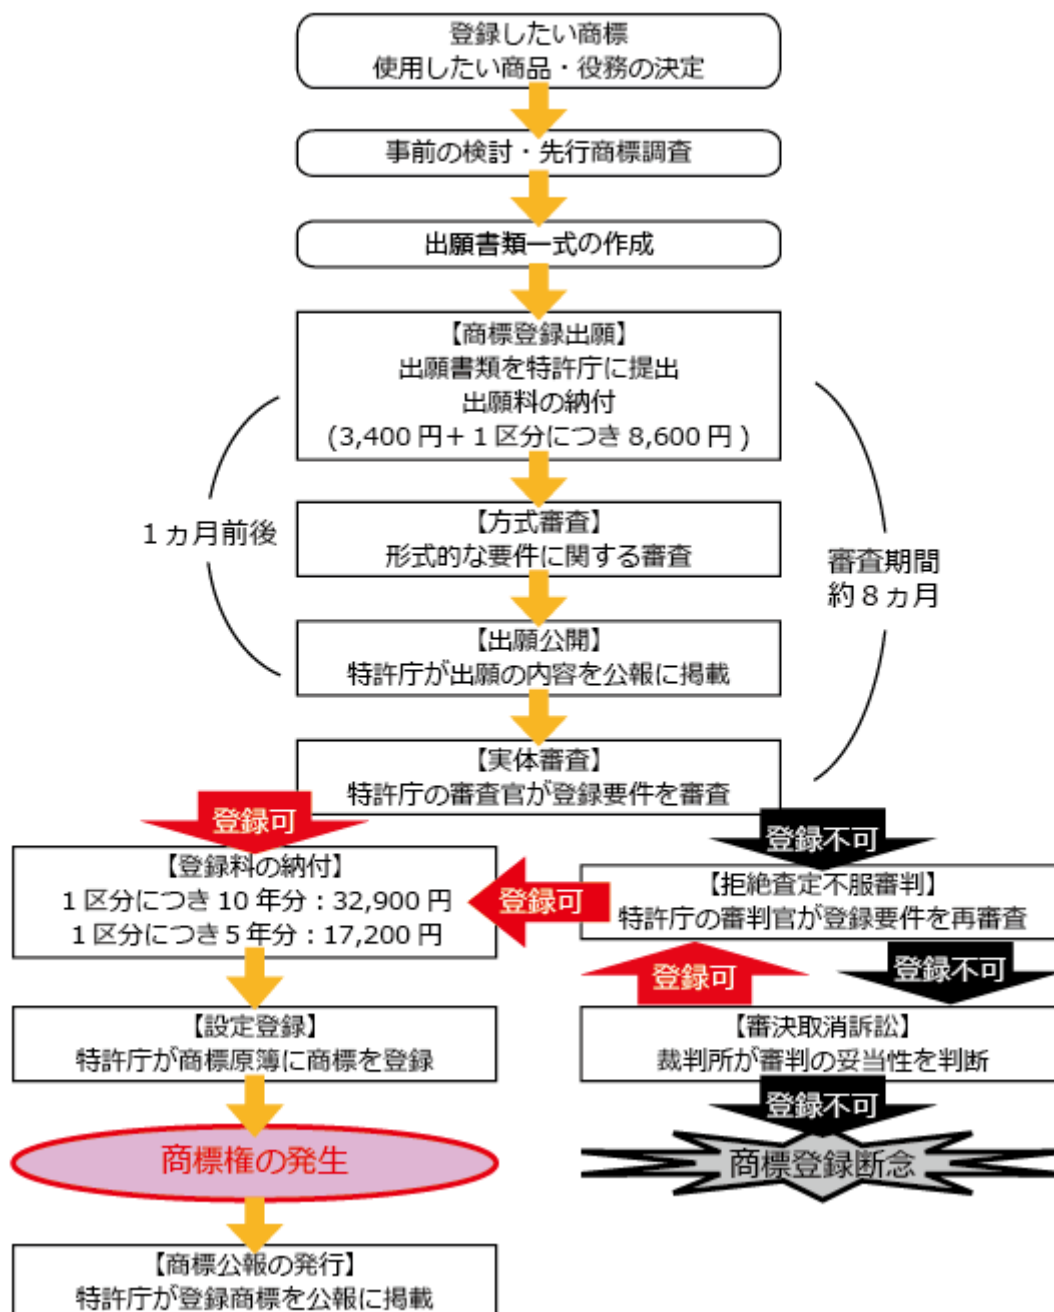 登録したい商標
使用したい商品・役務の決定
事前の検討・先行商標調査
出願書類一式の作成
【商標登録出願】
出願書類を特許庁に提出
出願料の納付
(3,400円+1区分につき8,600円)
1ヵ月前後
【方式審査】
形式的な要件に関する審査
審査期間
約8ヵ月
【出願公開】
特許庁が出願の内容を公報に掲載
【実体審査】
特許庁の審査官が登録要件を審査
登録可
登録不可
【登録料の納付】
1区分につき10年分:32,900円
1区分につき5年分:17,200円
登録可
【拒絶査定不服審判】
特許庁の審判官が登録要件を再審査
登録可
登録不可
【設定登録】
特許庁が商標原簿に商標を登録
【審決取消訴訟】
裁判所が審判の妥当性を判断
登録不可
商標権の発生
商標登録断念
【商標公報の発行】
特許庁が登録商標を公報に掲載